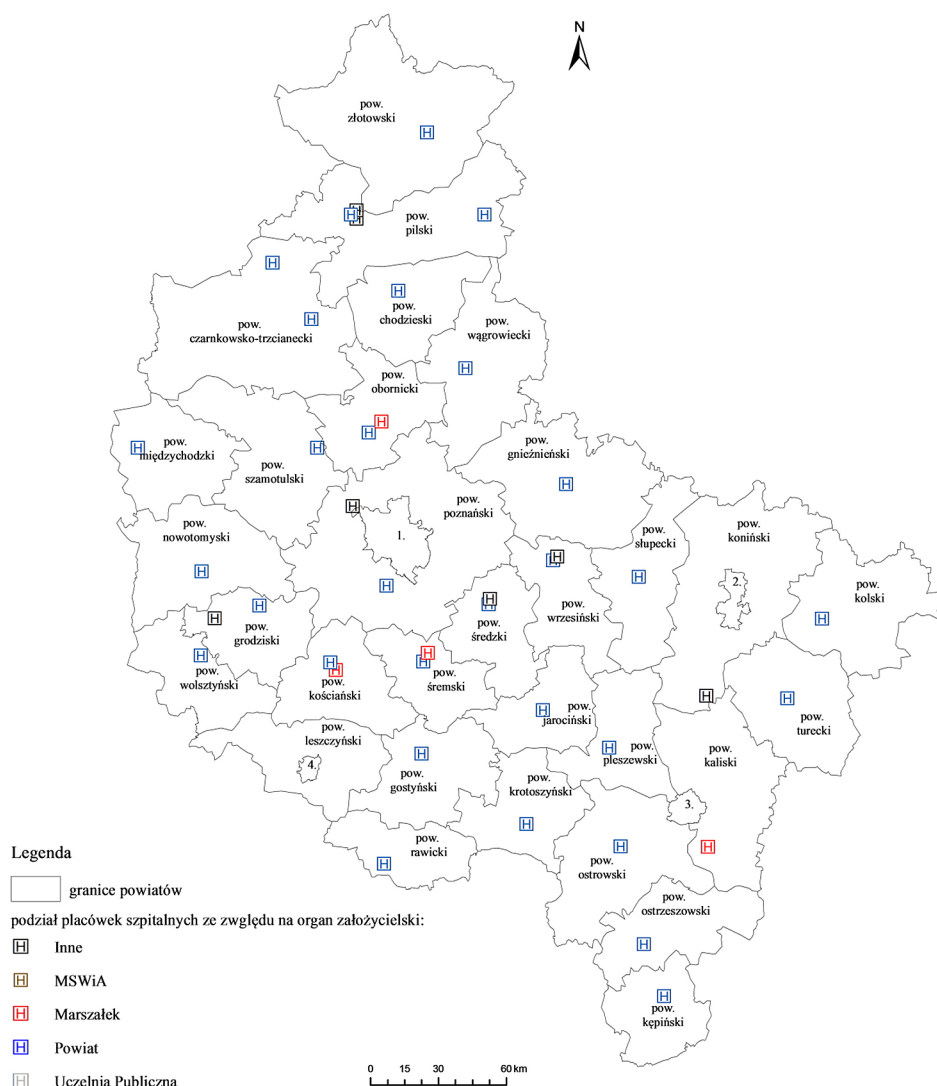 N
pow.
złotowski
H
H
H
H
H
pow.
pilski
H
H
pow.
chodzieski
H
pow.
czarnkowsko-trzcianecki
pow.
wągrowiecki
H
pow.
obornicki
H
H
H
pow.
międzychodzki
H
pow.
szamotulski
pow.
gnieźnieński
H
pow.
poznański
H
1.
pow.
nowotomyski
H
pow.
słupecki
H
pow.
koniński
2.
pow.
kolski
H
H
H
H
H
pow.
wrzesiński
H
H
pow.
średzki
H
H
pow.
grodziski
H
pow.
wolsztyński
H
H
pow.
kościański
H
H
pow.
śremski
H
pow.
jarociński
H
H
pow.
turecki
pow.
leszczyński
4.
H
pow.
gostyński
H
pow.
pleszewski
pow.
kaliski
3.
pow.
krotoszyński
H
pow.
rawicki
H
H
pow.
ostrowski
H
pow.
ostrzeszowski
H
H
pow.
kępiński
Legenda
granice powiatów
podział placówek szpitalnych ze zwględu na organ założycielski:
H Inne
H MSWiA
H Marszałek
H Powiat
H Uczelnia Publiczna
0 15 30 60 km